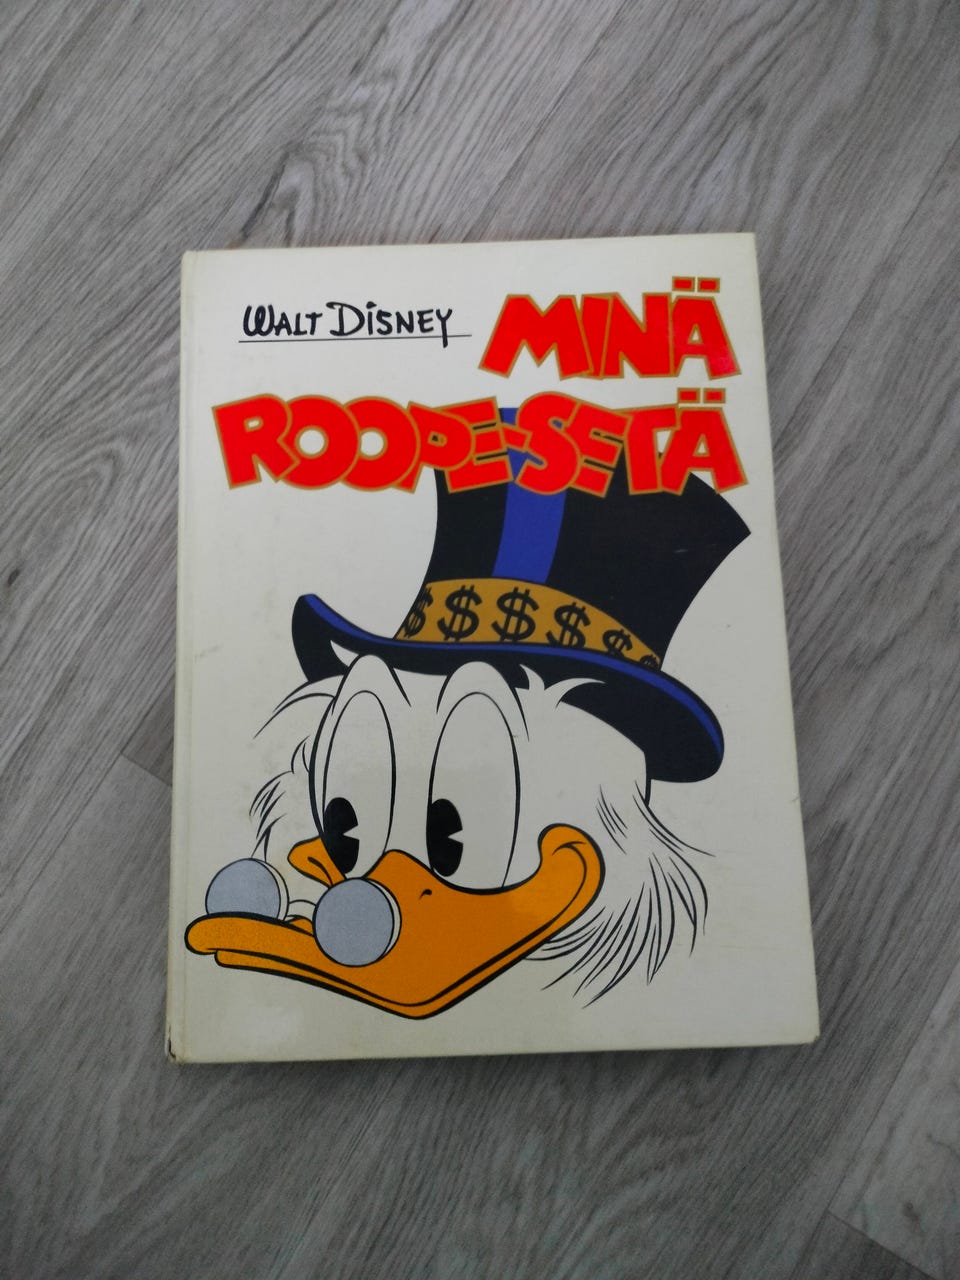 WALT DISNEY
MINÄ
ROOPE-SETÄ
$ $ $ $ $ $